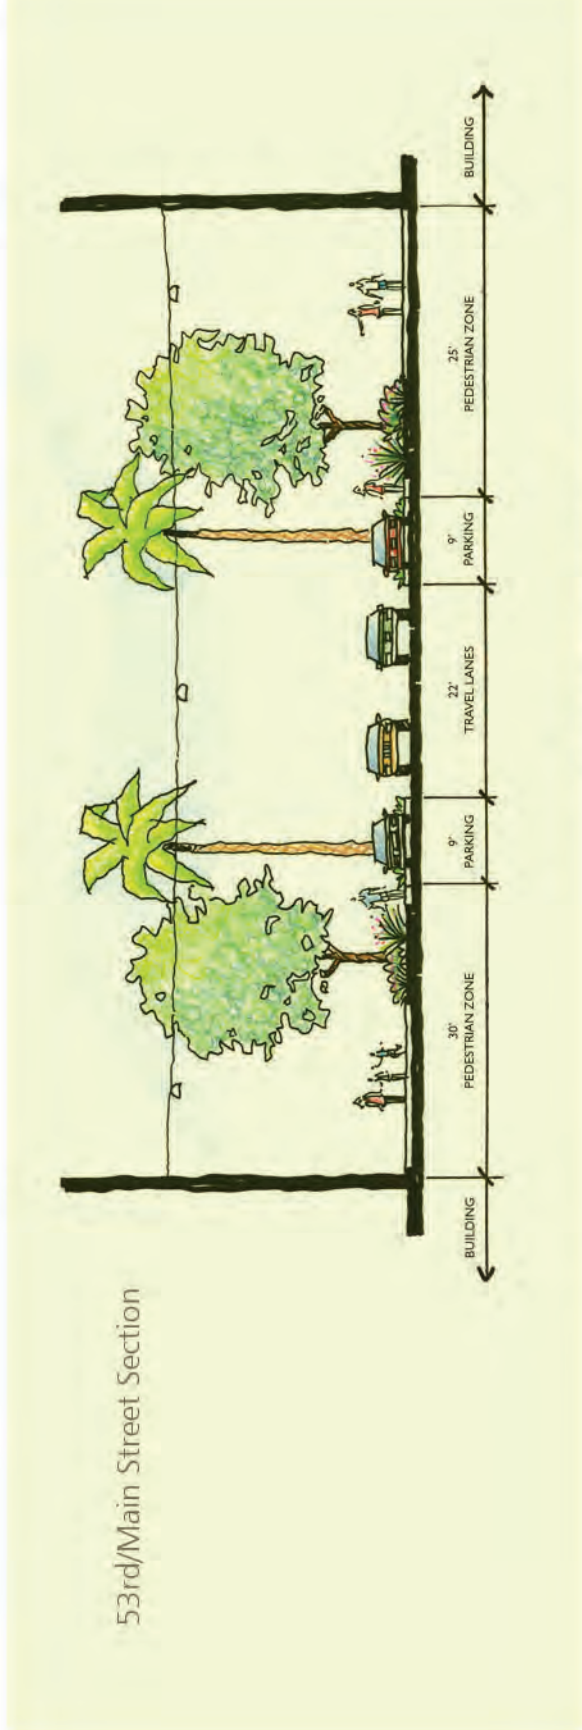 53rd/Main Street Section
BUILDING
30'
PEDESTRIAN ZONE
9'
PARKING
22'
TRAVEL LANES
9'
PARKING
25'
PEDESTRIAN ZONE
BUILDING